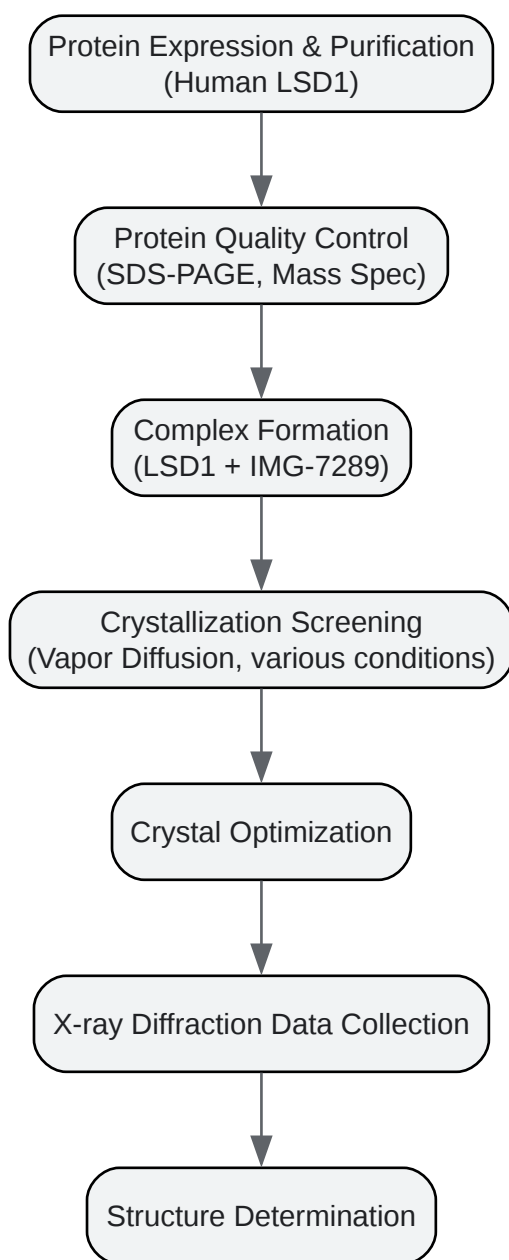 Protein Expression & Purification
(Human LSD1)
Protein Quality Control
(SDS-PAGE, Mass Spec)
Complex Formation
(LSD1 + IMG-7289)
Crystallization Screening
(Vapor Diffusion, various conditions)
Crystal Optimization
X-ray Diffraction Data Collection
Structure Determination